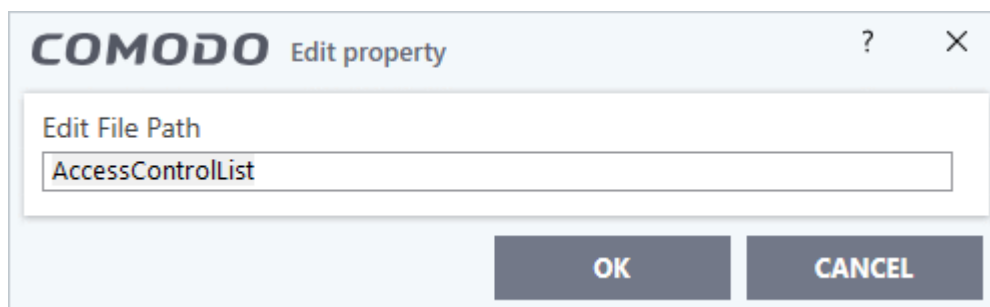 COMODO Edit property ? ×
Edit File Path
AccessControlList
OK CANCEL